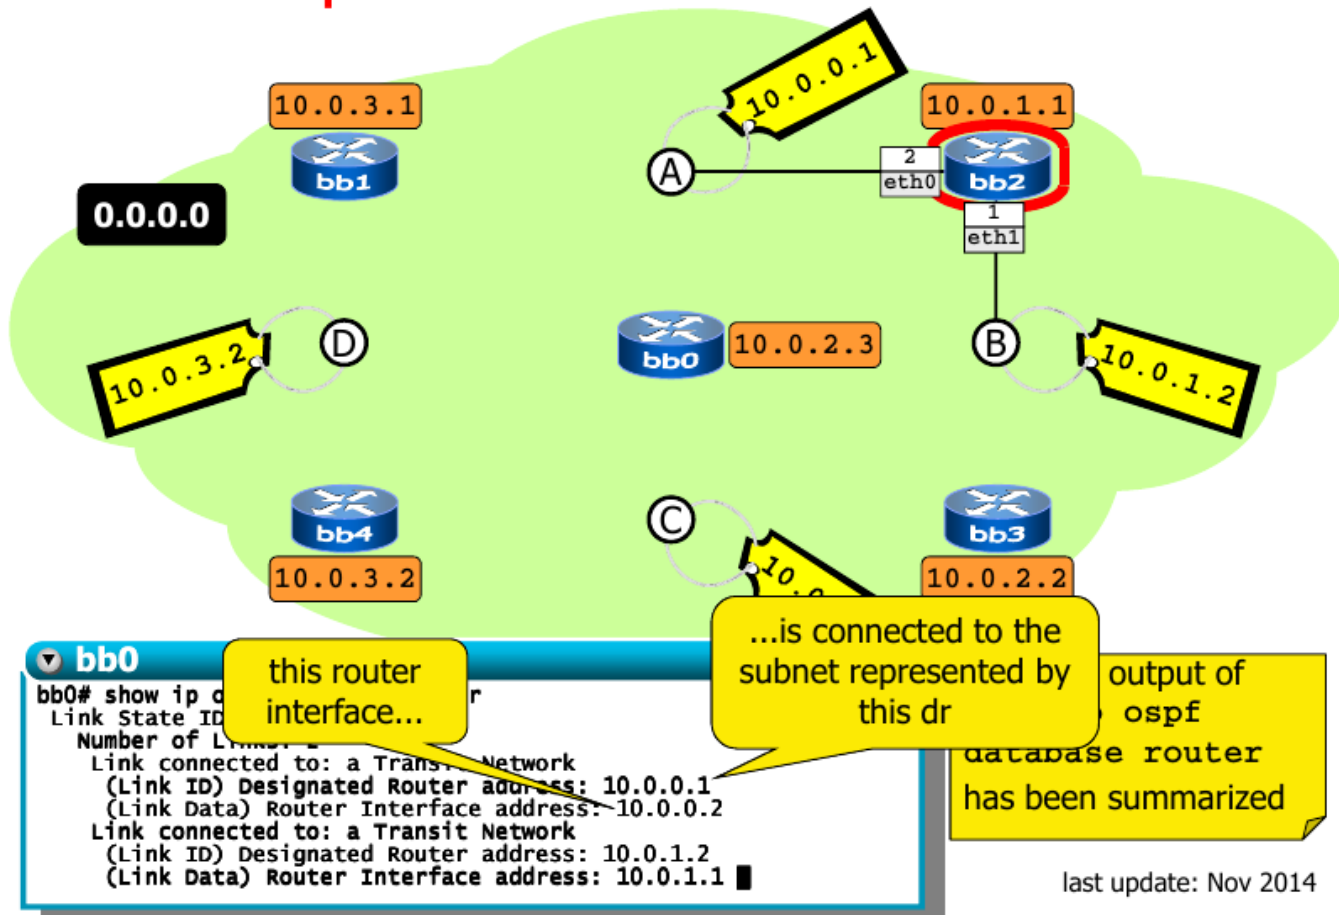 10.0.3.1
bb1
0.0.0.0
10.0.0.1
A
10.0.1.1
2
eth0
bb2
1
eth1
D
10.0.3.2
bb0
10.0.2.3
B
10.0.1.2
bb4
10.0.3.2
C
10.0
bb3
10.0.2.2
bb0
this router
interface...
...is connected to the
subnet represented by
this dr
bb0# show ip o r
Link State ID
Number of Links: 2
Link connected to: a Transit Network
(Link ID) Designated Router address: 10.0.0.1
(Link Data) Router Interface address: 10.0.0.2
Link connected to: a Transit Network
(Link ID) Designated Router address: 10.0.1.2
(Link Data) Router Interface address: 10.0.1.1
output of
ospf
database router
has been summarized
last update: Nov 2014